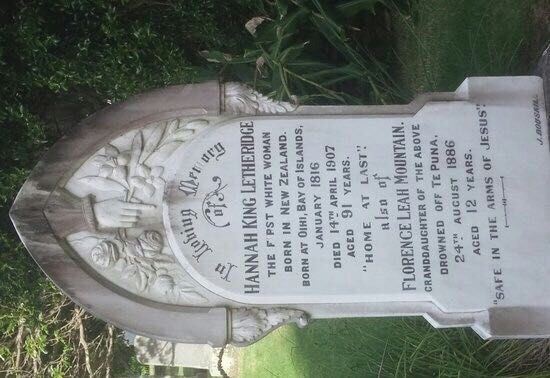 In Loving Memory
of
HANNAH KING LETHERIDGE
THE F RST WHITE WOMAN
BORN IN NEW ZEALAND.
BORN AT OIHI, BAY OF ISLANDS,
JANUARY 1816
DIED 14TH APRIL 1907
AGED 91 YEARS.
"HOME AT LAST"
also of
FLORENCE LEAH MOUNTAIN.
GRANDDAUGHTER OF THE ABOVE
DROWNED OFF TE PUNA,
24TH AUGUST 1886
AGED 12 YEARS.
"SAFE IN THE ARMS OF JESUS"
J. BOUSKILL